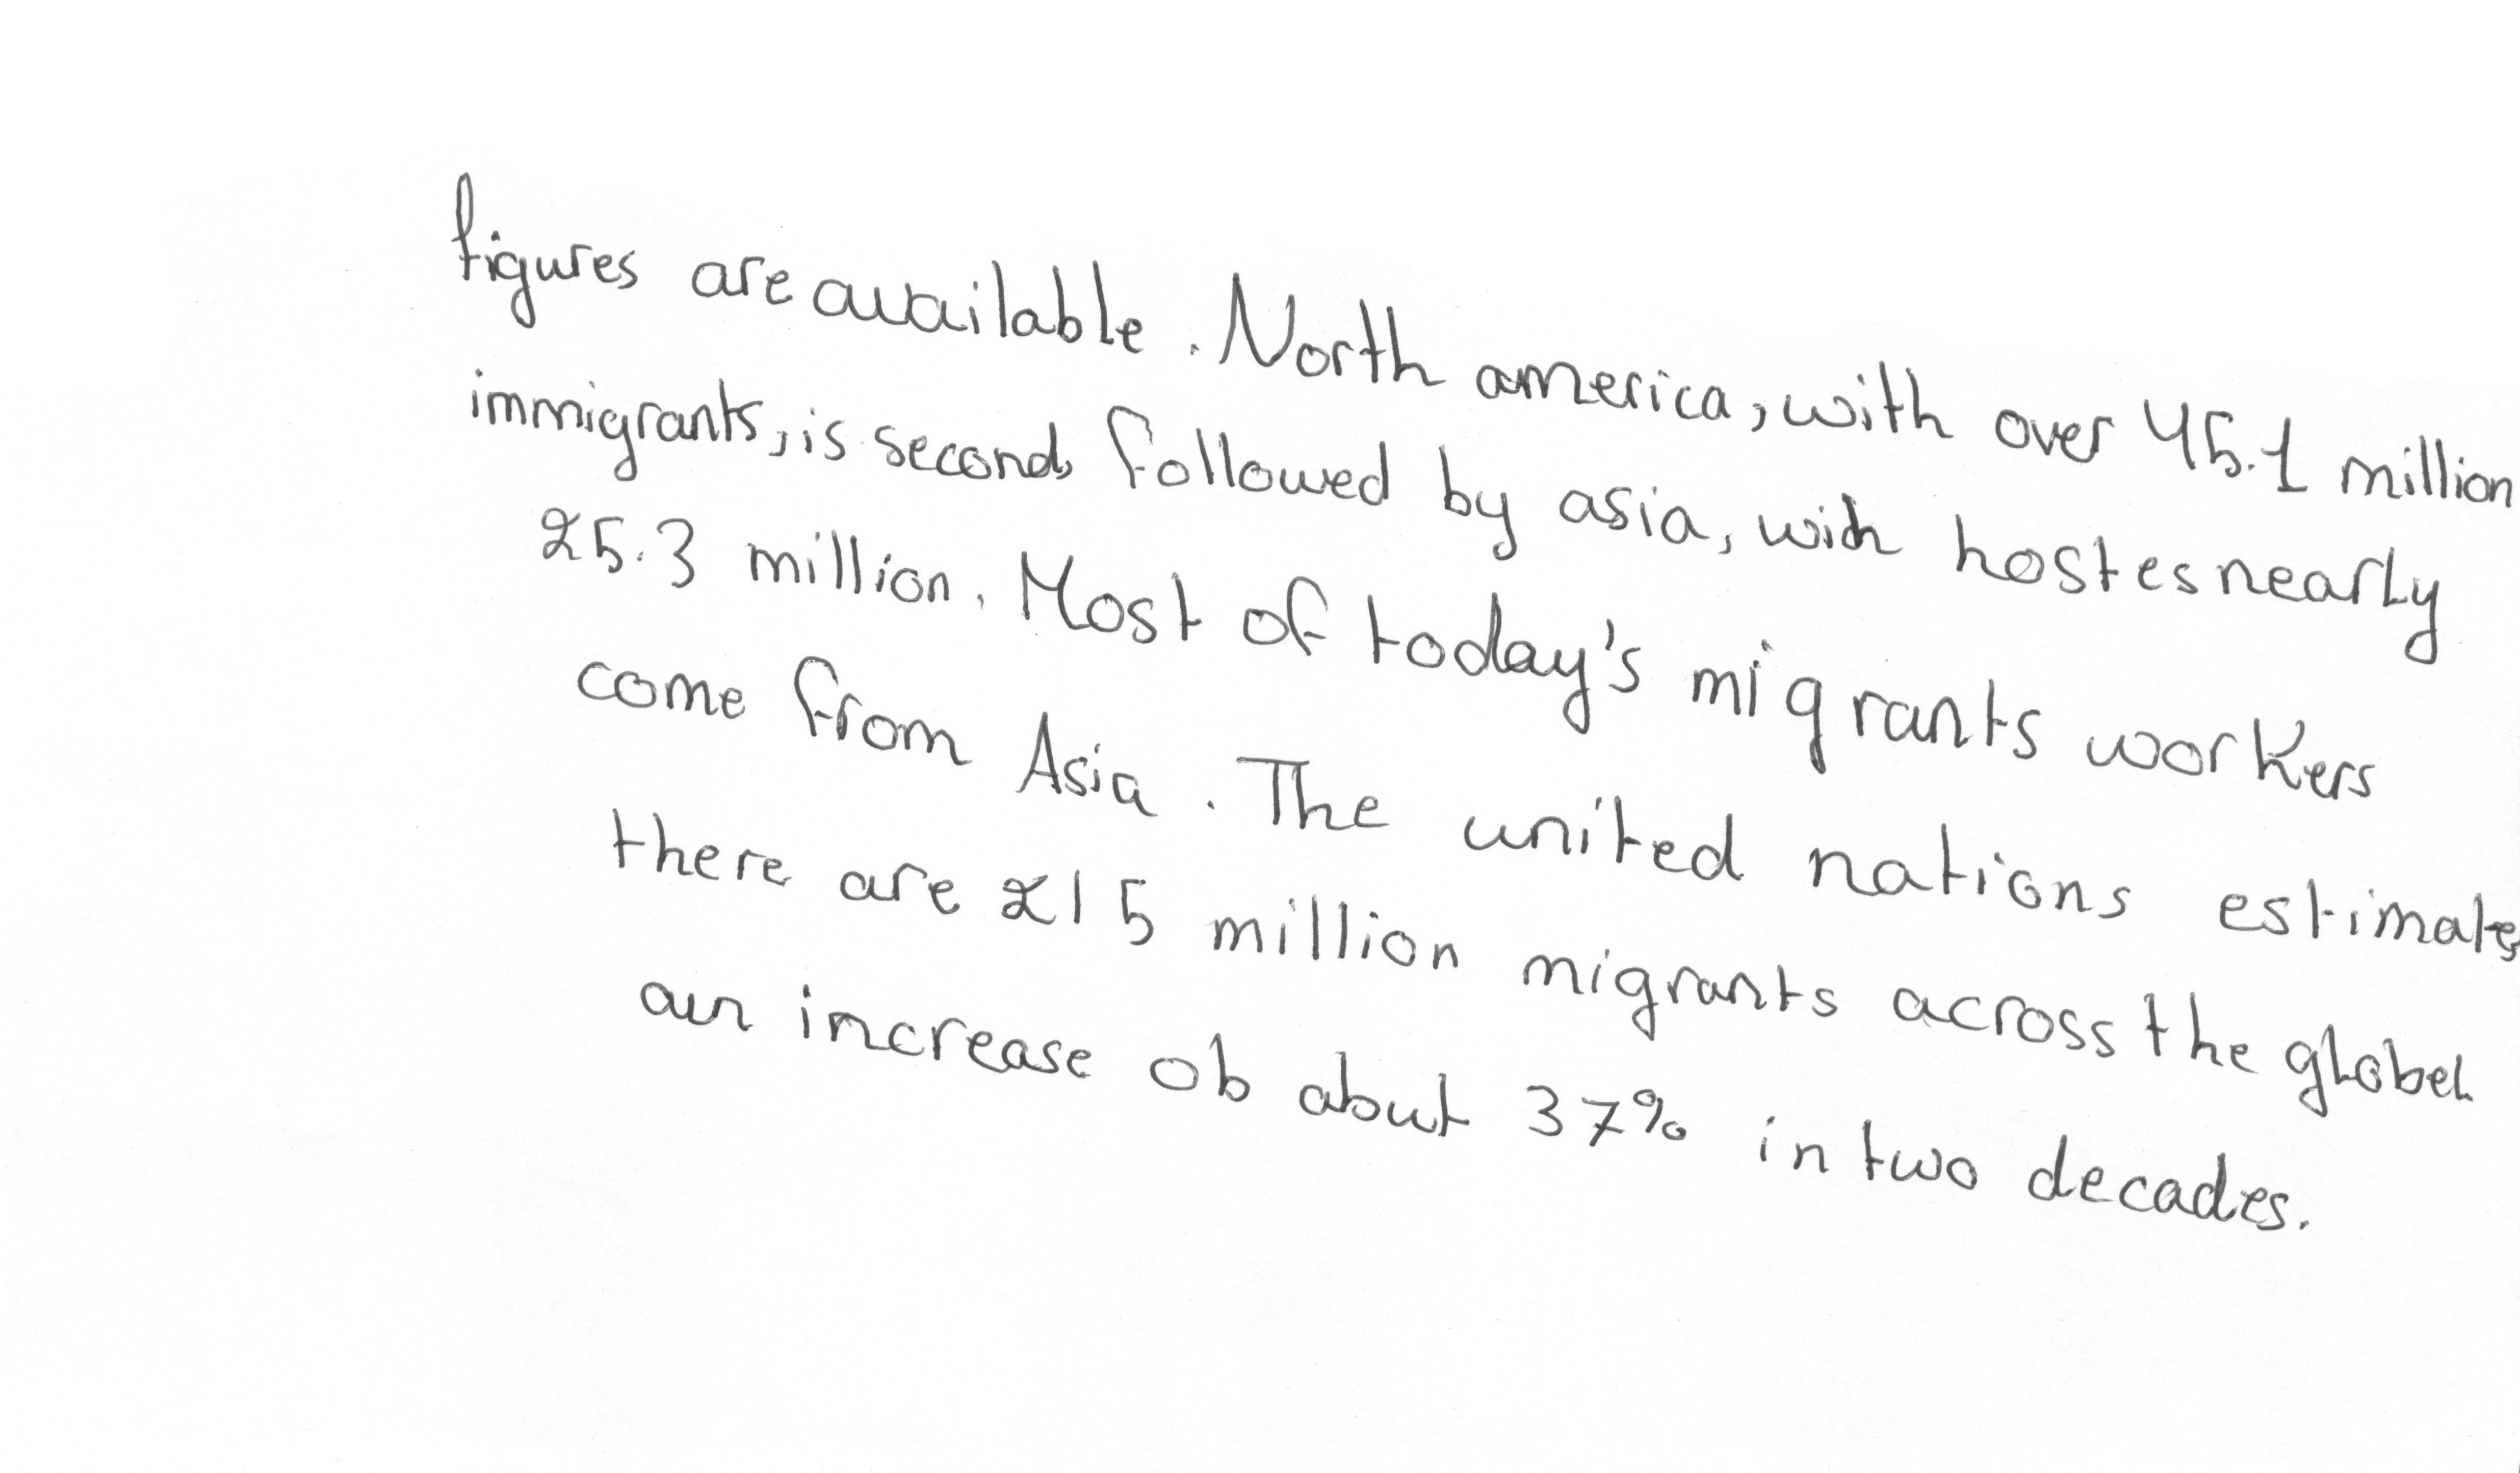 figures are available. North america, with over 45.1 million
immigrants, is second, followed by asia, with hostes nearly
25.3 million. Most of today's migrants workers
come from Asia. The united nations estimates
there are 215 million migrants across the globel.
an increase ob about 37% in two decades.